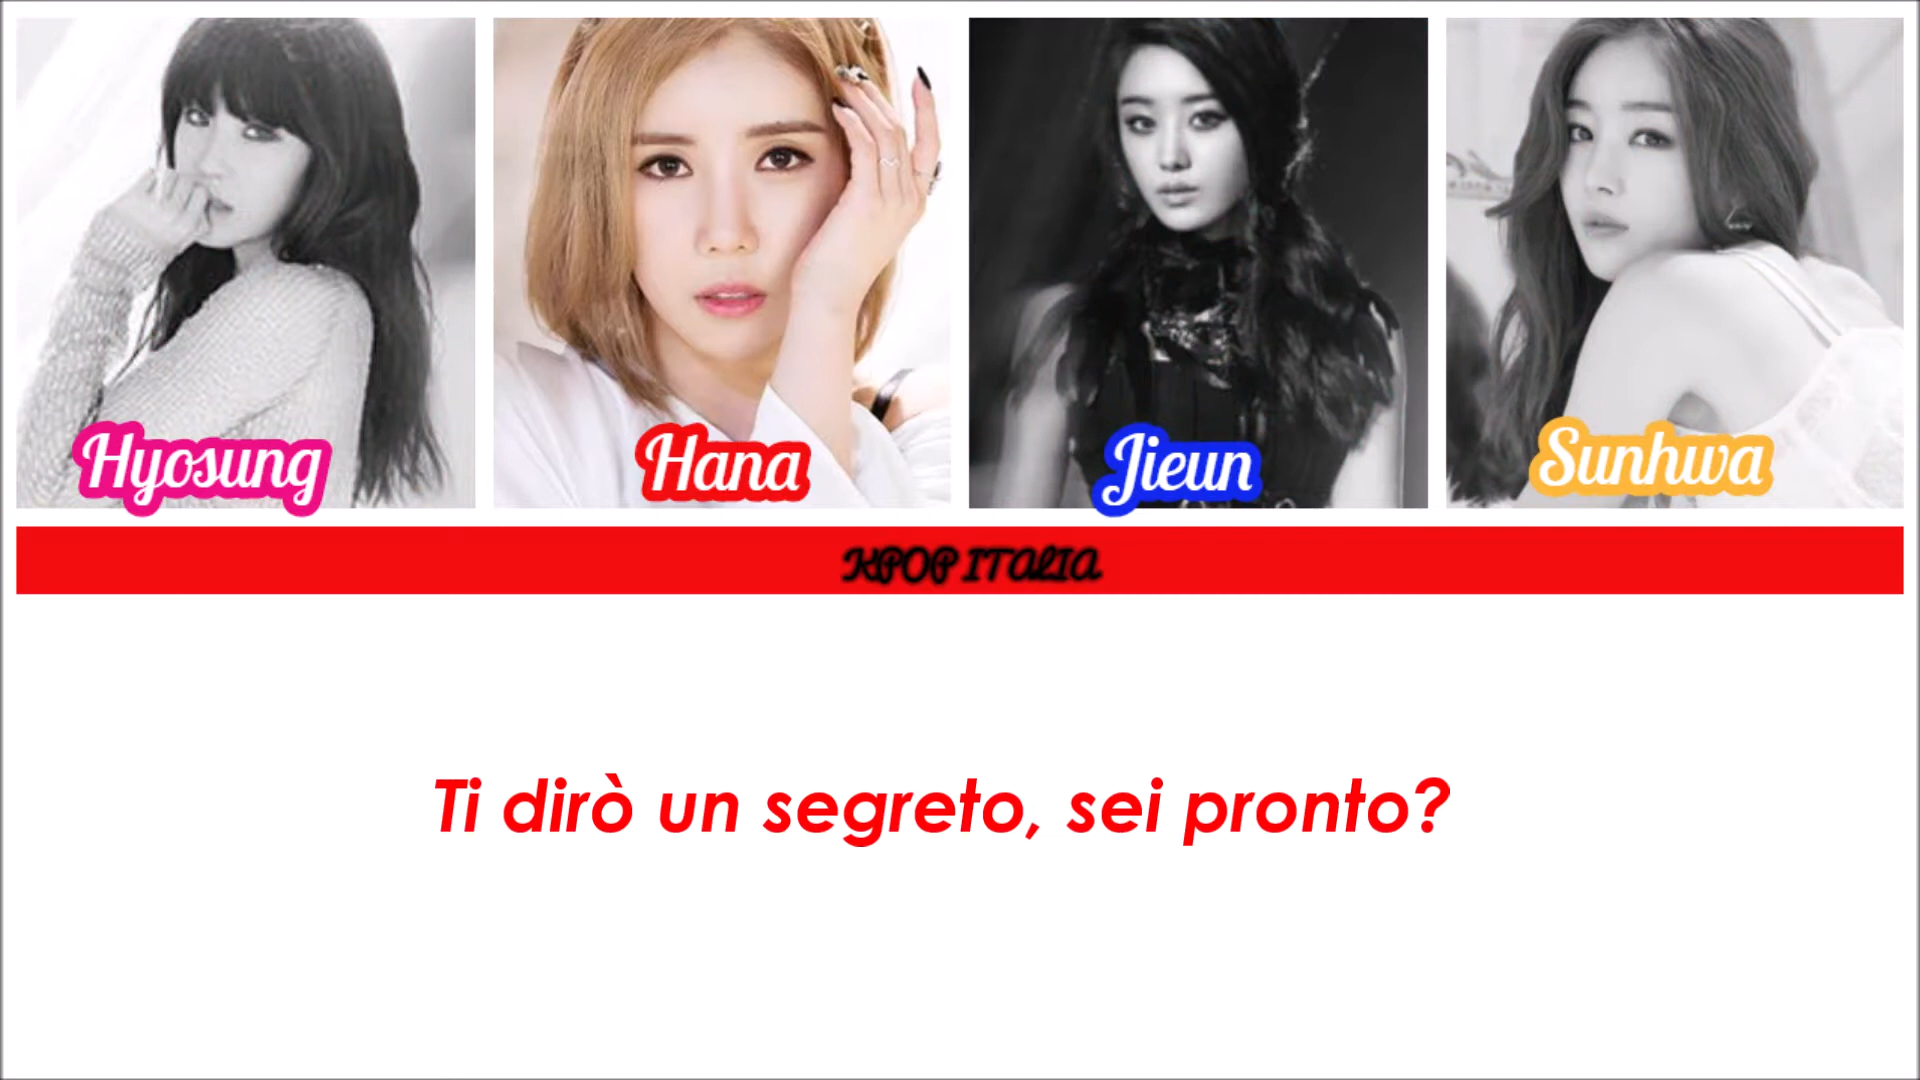 Hyosung
Hana
Jieun
Sunhwa
KPOP ITALIA
Ti dirò un segreto, sei pronto?